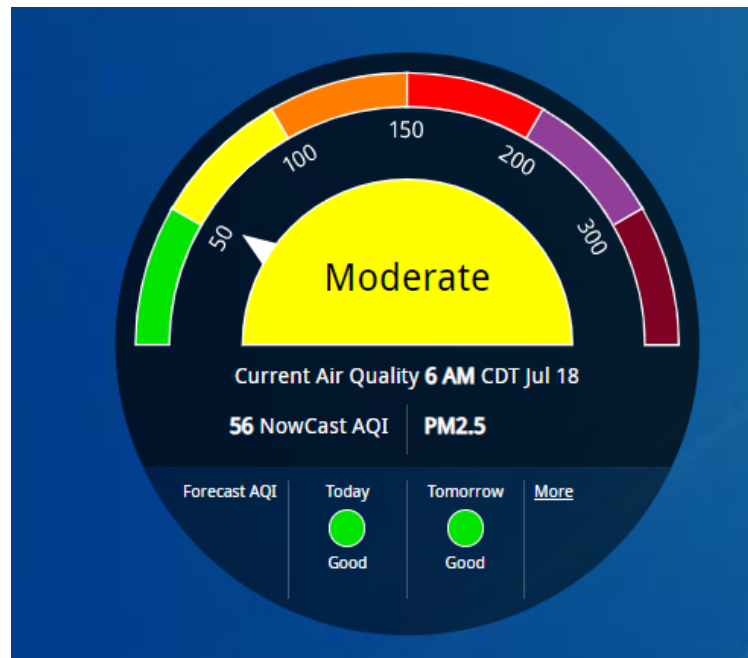 50
100
150
200
300
Moderate
Current Air Quality 6 AM CDT Jul 18
56 NowCast AQI PM2.5
Forecast AQI Today Tomorrow More
Good Good